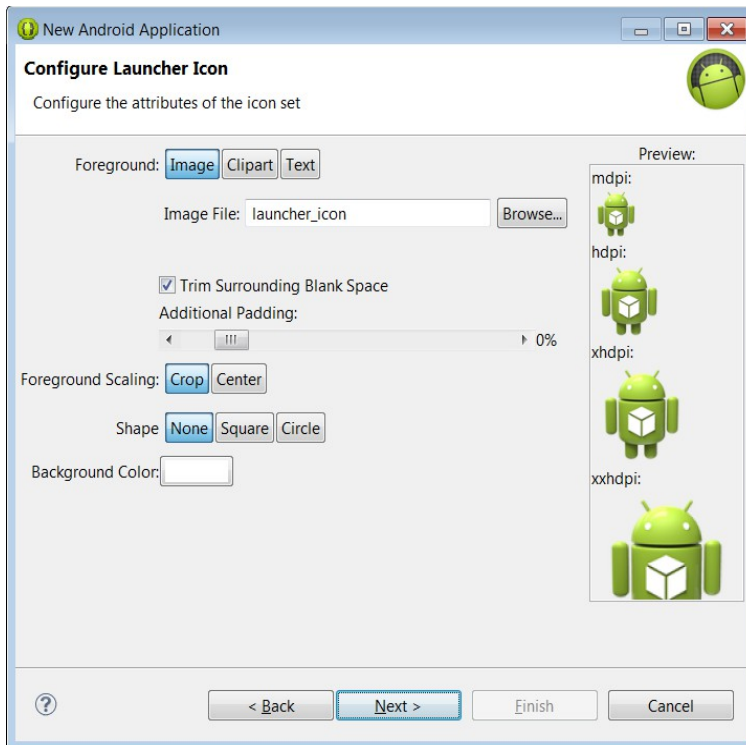 New Android Application
Configure Launcher Icon
Configure the attributes of the icon set
Foreground: Image Clipart Text
Image File: launcher_icon Browse...
Trim Surrounding Blank Space
Additional Padding:
0%
Foreground Scaling: Crop Center
Shape None Square Circle
Background Color:
Preview:
mdpi:
hdpi:
xhdpi:
xxhdpi:
? < Back Next > Finish Cancel